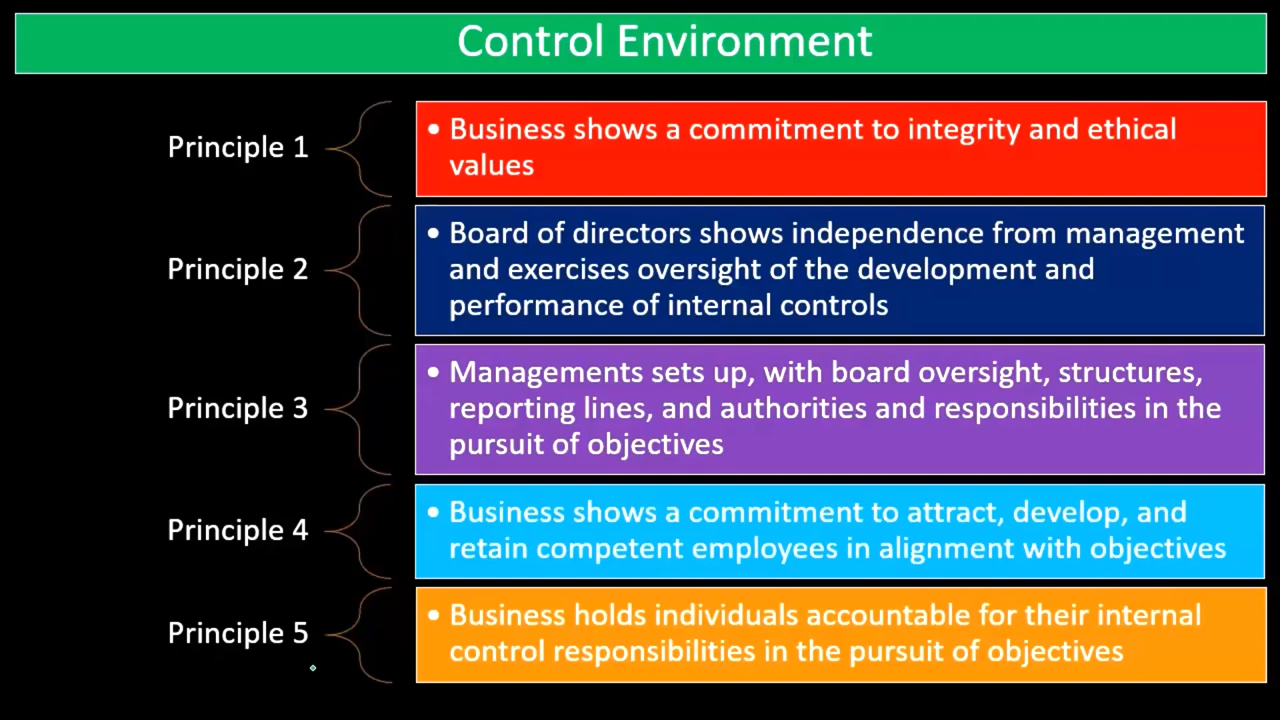 Control Environment
Principle 1
• Business shows a commitment to integrity and ethical
values
Principle 2
• Board of directors shows independence from management
and exercises oversight of the development and
performance of internal controls
Principle 3
• Managements sets up, with board oversight, structures,
reporting lines, and authorities and responsibilities in the
pursuit of objectives
Principle 4
• Business shows a commitment to attract, develop, and
retain competent employees in alignment with objectives
Principle 5
• Business holds individuals accountable for their internal
control responsibilities in the pursuit of objectives